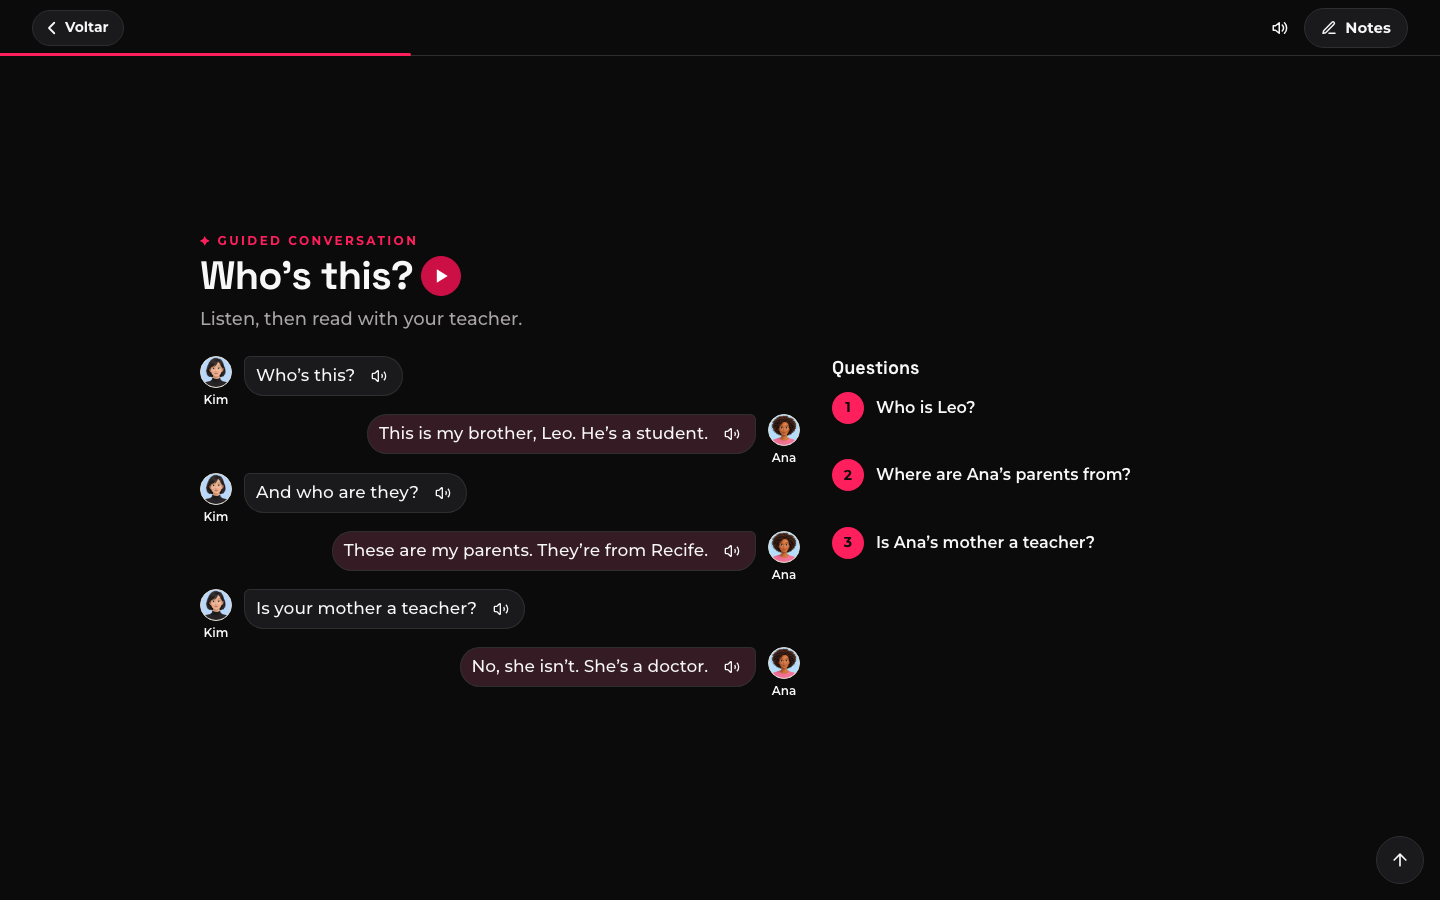 Voltar
Notes
GUIDED CONVERSATION
Who's this?
Listen, then read with your teacher.
Who's this?
Kim
This is my brother, Leo. He's a student.
Ana
And who are they?
Kim
These are my parents. They're from Recife.
Ana
Is your mother a teacher?
Kim
No, she isn't. She's a doctor.
Ana
Questions
1 Who is Leo?
2 Where are Ana's parents from?
3 Is Ana's mother a teacher?